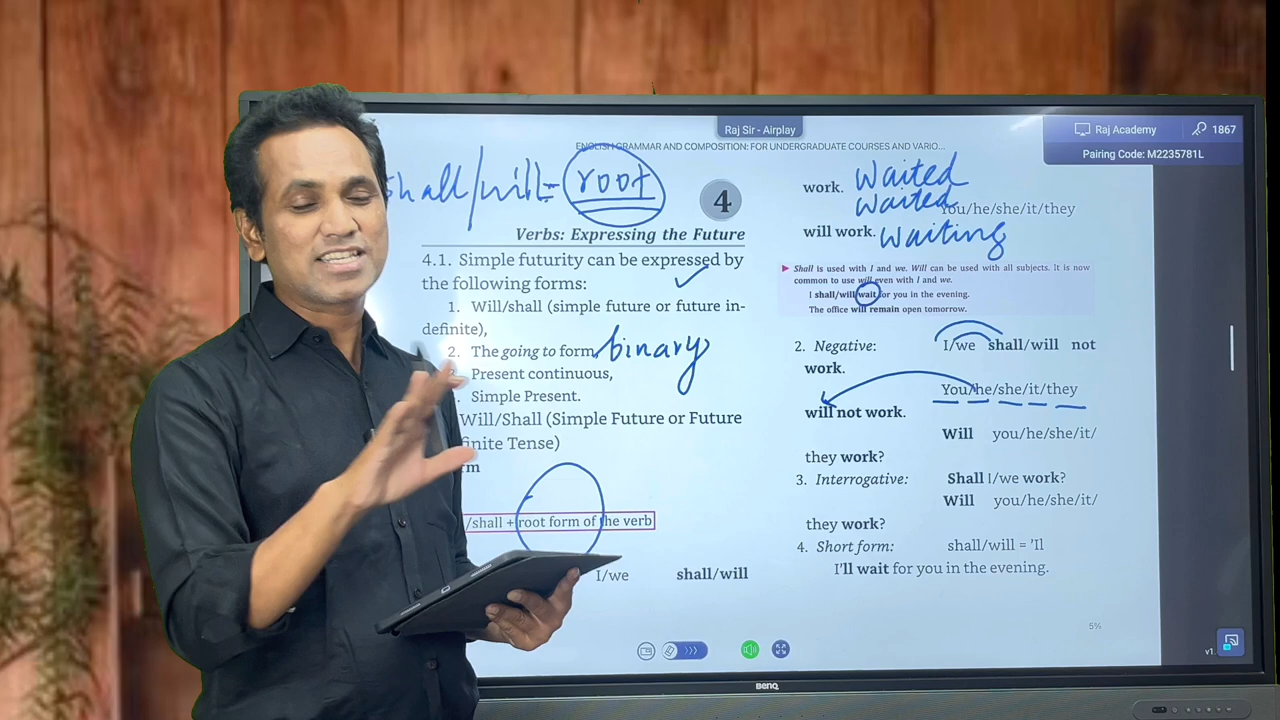 Raj Sir - Airplay
Raj Academy 1867
Pairing Code: M2235781L
ENGLISH GRAMMAR AND COMPOSITION: FOR UNDERGRADUATE COURSES AND VARIO...
shall/will = root
4
Verbs: Expressing the Future
4.1. Simple futurity can be expressed by
the following forms:
1. Will/shall (simple future or future in-
definite),
2. The going to form, binary
Present continuous,
Simple Present.
Will/Shall (Simple Future or Future
finite Tense)
rm
/shall + root form of the verb
I/we shall/will
work. Waited
Waited
You/he/she/it/they
will work. Waiting
Shall is used with I and we. Will can be used with all subjects. It is now
common to use will even with I and we.
I shall/will wait for you in the evening.
The office will remain open tomorrow.
2. Negative: I/we shall/will not
work.
You/he/she/it/they
will not work.
Will you/he/she/it/
they work?
3. Interrogative: Shall I/we work?
Will you/he/she/it/
they work?
4. Short form: shall/will = 'll
I'll wait for you in the evening.
5%
v1.
BenQ